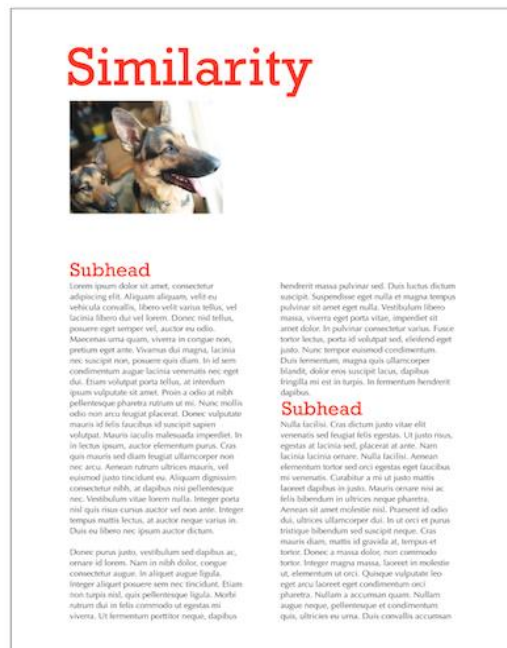 Similarity
Subhead
Lorem ipsum dolor sit amet, consectetur
adipiscing elit. Aliquam aliquam, velit eu
vehicula convallis, libero velit varius tellus, vel
lacinia libero dui vel lorem. Donec nisl tellus,
posuere eget semper vel, auctor eu odio.
Maecenas urna quam, viverra in congue non,
pretium eget ante. Vivamus dui magna, lacinia
nec suscipit non, posuere quis diam. In id sem
condimentum augue lacinia venenatis nec eget
dui. Etiam volutpat porta tellus, at interdum
ipsum vulputate sit amet. Proin a odio at nibh
pellentesque pharetra rutrum ut mi. Nunc mollis
odio non arcu feugiat placerat. Donec vulputate
mauris id felis faucibus id suscipit sapien
volutpat. Mauris iaculis malesuada imperdiet. In
in lectus ipsum, auctor elementum purus. Cras
quis mauris sed diam feugiat ullamcorper non
nec arcu. Aenean rutrum ultrices mauris, vel
euismod justo tincidunt eu. Aliquam dignissim
consectetur nibh, at dapibus nisi pellentesque
nec. Vestibulum vitae lorem nulla. Integer porta
nisl quis risus cursus auctor vel non ante. Integer
tempus mattis lectus, at auctor neque varius in.
Duis eu libero nec ipsum auctor dictum.
Donec purus justo, vestibulum sed dapibus ac,
ornare id lorem. Nam in nibh dolor, congue
consectetur augue. In aliquet augue ligula.
Integer aliquet posuere sem nec tincidunt. Etiam
non turpis nisl, quis pellentesque ligula. Morbi
rutrum dui in felis commodo ut egestas mi
viverra. Ut fermentum porttitor neque, dapibus
hendrerit massa pulvinar sed. Duis luctus dictum
suscipit. Suspendisse eget nulla et magna tempus
pulvinar sit amet eget nulla. Vestibulum libero
massa, viverra eget porta vitae, imperdiet sit
amet dolor. In pulvinar consectetur varius. Fusce
tortor lectus, porta id volutpat sed, eleifend eget
justo. Nunc tempor euismod condimentum.
Duis fermentum, magna quis ullamcorper
blandit, dolor eros suscipit lacus, dapibus
fringilla mi est in turpis. In fermentum hendrerit
dapibus.
Subhead
Nulla facilisi. Cras dictum justo vitae elit
venenatis sed feugiat felis egestas. Ut justo risus,
egestas at lacinia sed, placerat at ante. Nam
lacinia lacinia ornare. Nulla facilisi. Aenean
elementum tortor sed orci egestas eget faucibus
mi venenatis. Curabitur a mi ut justo mattis
laoreet dapibus in justo. Mauris ornare nisi ac
felis bibendum in ultrices neque pharetra.
Aenean sit amet molestie nisl. Praesent id odio
dui, ultrices ullamcorper dui. In ut orci et purus
tristique bibendum sed suscipit neque. Cras
mauris diam, mattis id gravida at, tempus et
tortor. Donec a massa dolor, non commodo
tortor. Integer magna massa, laoreet in molestie
ut, elementum ut orci. Quisque vulputate leo
eget arcu laoreet eget condimentum orci
pharetra. Nullam a accumsan quam. Nullam
augue neque, pellentesque et condimentum
quis, ultricies eu urna. Duis convallis accumsan